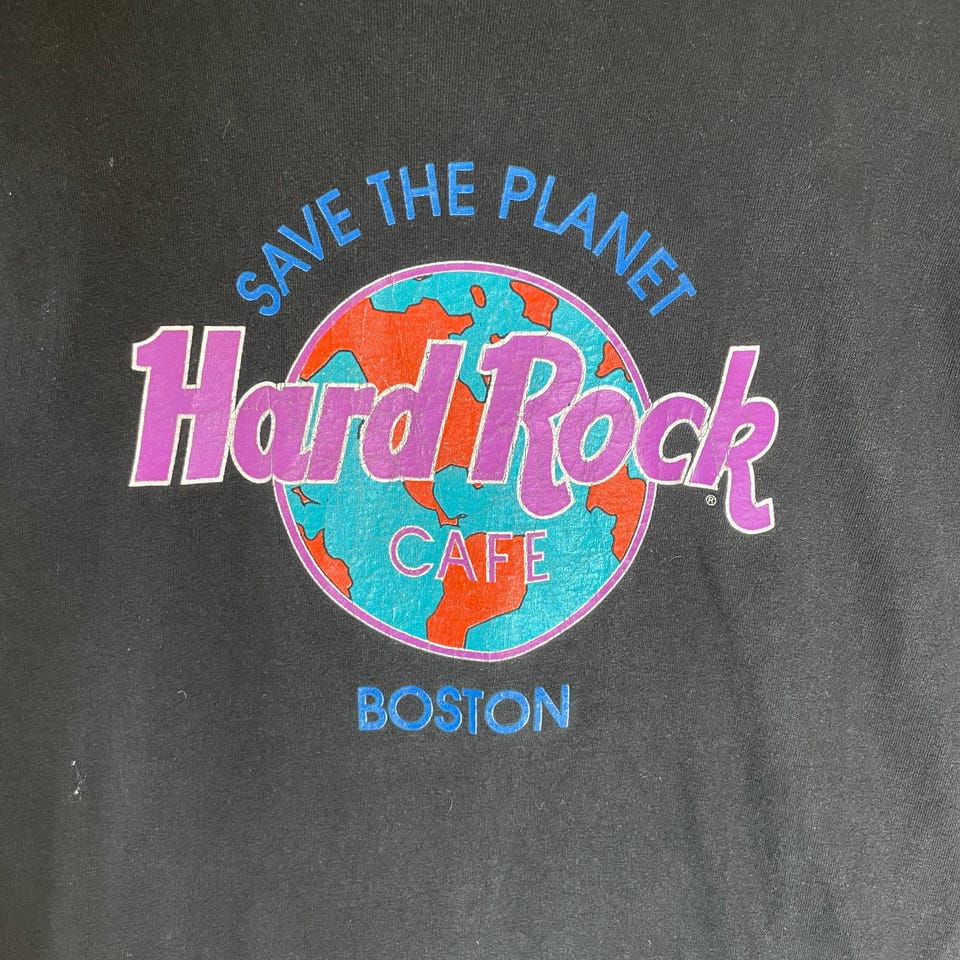 SAVE THE PLANET
Hard Rock
®
CAFE
BOSTON